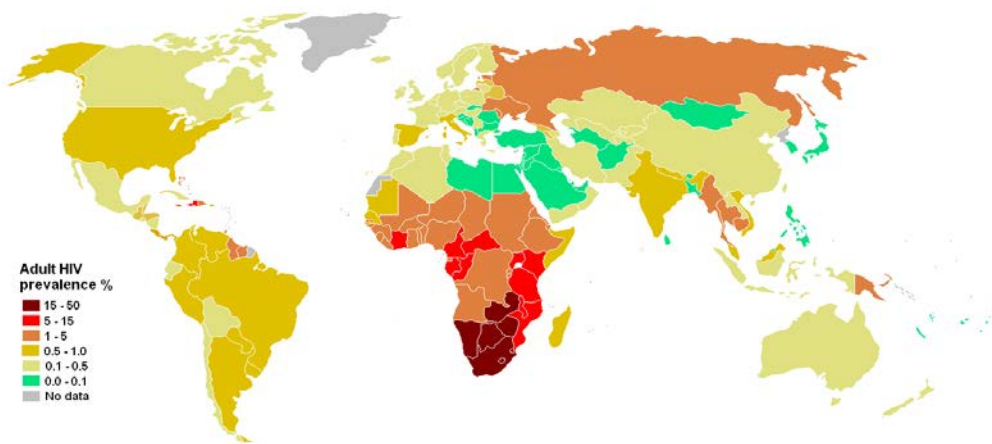 Adult HIV
prevalence %
15 - 50
5 - 15
1 - 5
0.5 - 1.0
0.1 - 0.5
0.0 - 0.1
No data